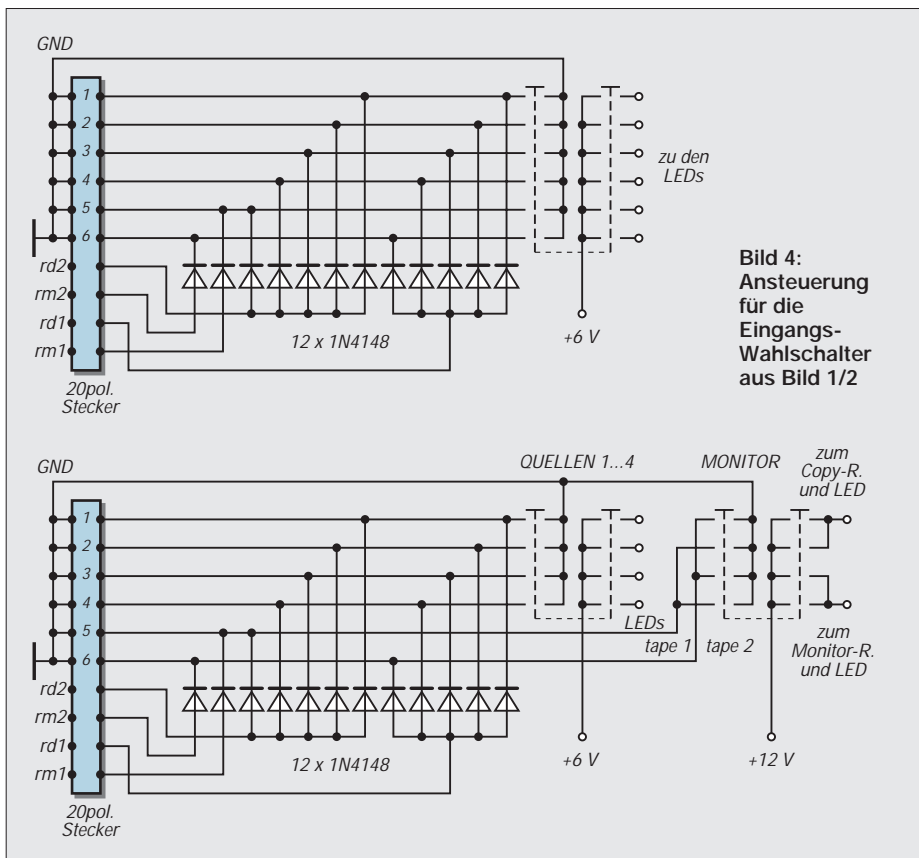 GND
1
2
3
4
5
6
rd2
rm2
rd1
rm1
20pol.
Stecker
12 x 1N4148
zu den
LEDs
+6 V
Bild 4:
Ansteuerung
für die
Eingangs-
Wahlschalter
aus Bild 1/2
GND
QUELLEN 1...4
MONITOR
zum
Copy-R.
und LED
1
2
3
4
5
6
rd2
rm2
rd1
rm1
20pol.
Stecker
12 x 1N4148
LEDs
tape 1
tape 2
zum
Monitor-R.
und LED
+6 V
+12 V